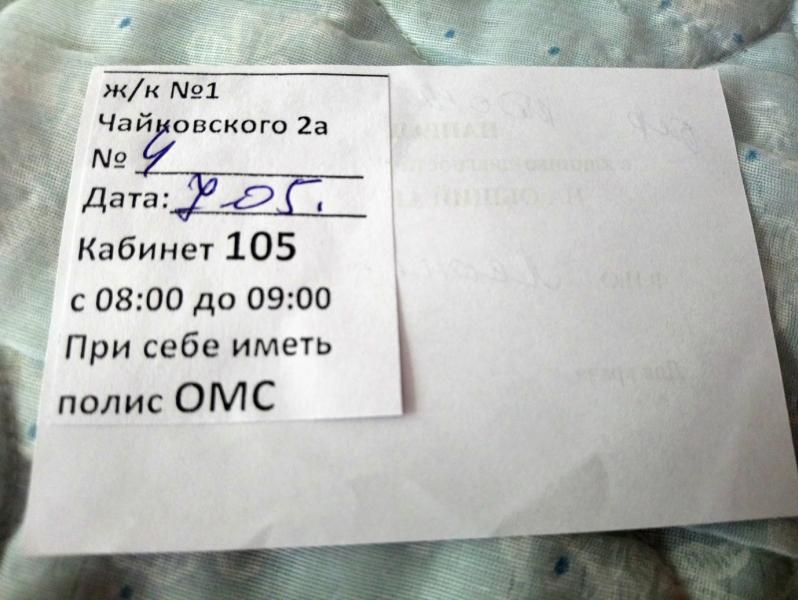 ж/к №1
Чайковского 2а
№ 4
Дата: 7 05.
Кабинет 105
с 08:00 до 09:00
При себе иметь
полис ОМС